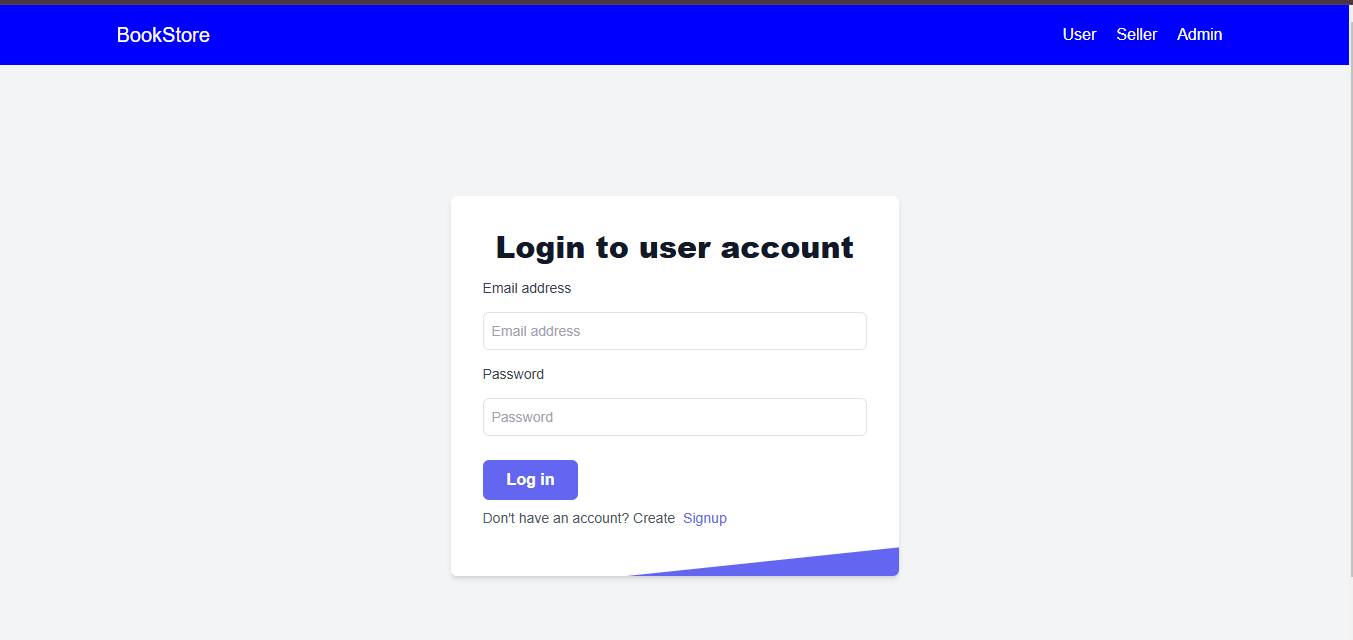 BookStore
User Seller Admin
Login to user account
Email address
Email address
Password
Password
Log in
Don't have an account? Create Signup